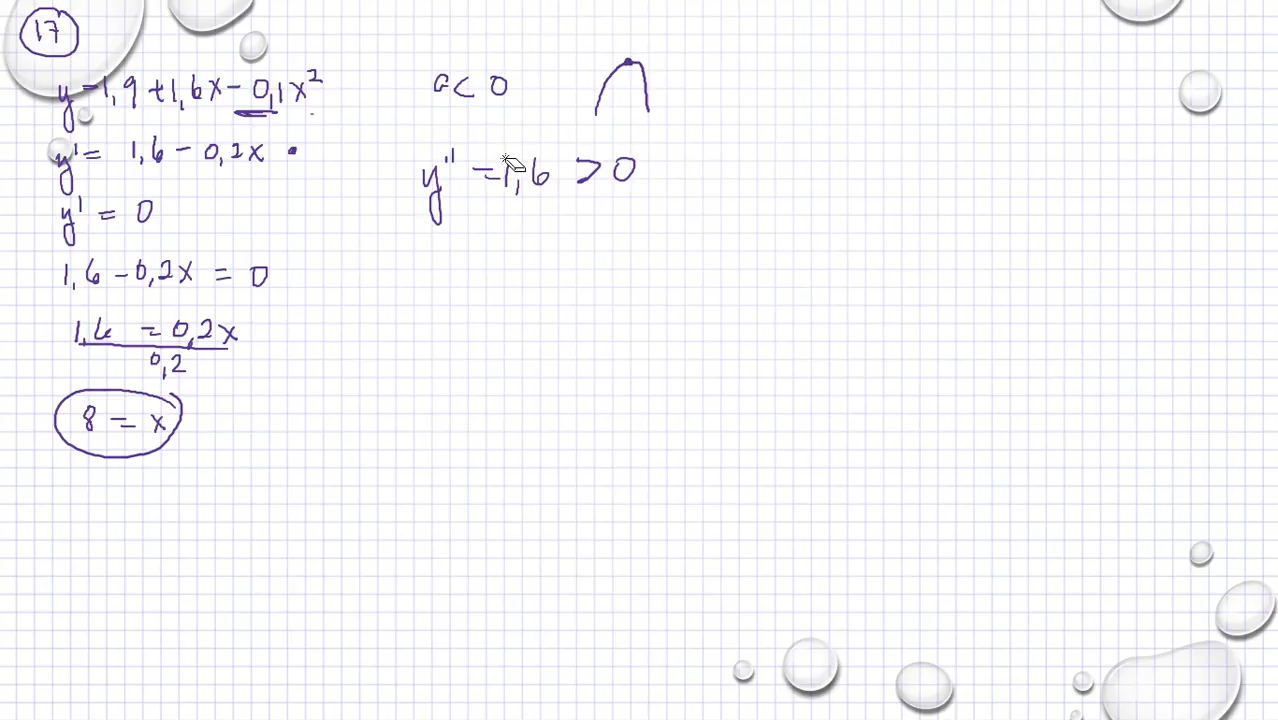 17
y = 1,9 + 1,6x - 0,1x²
y' = 1,6 - 0,2x
y' = 0
1,6 - 0,2x = 0
1,6 = 0,2x
0,2
8 = x
a < 0
y'' = 1,6 > 0